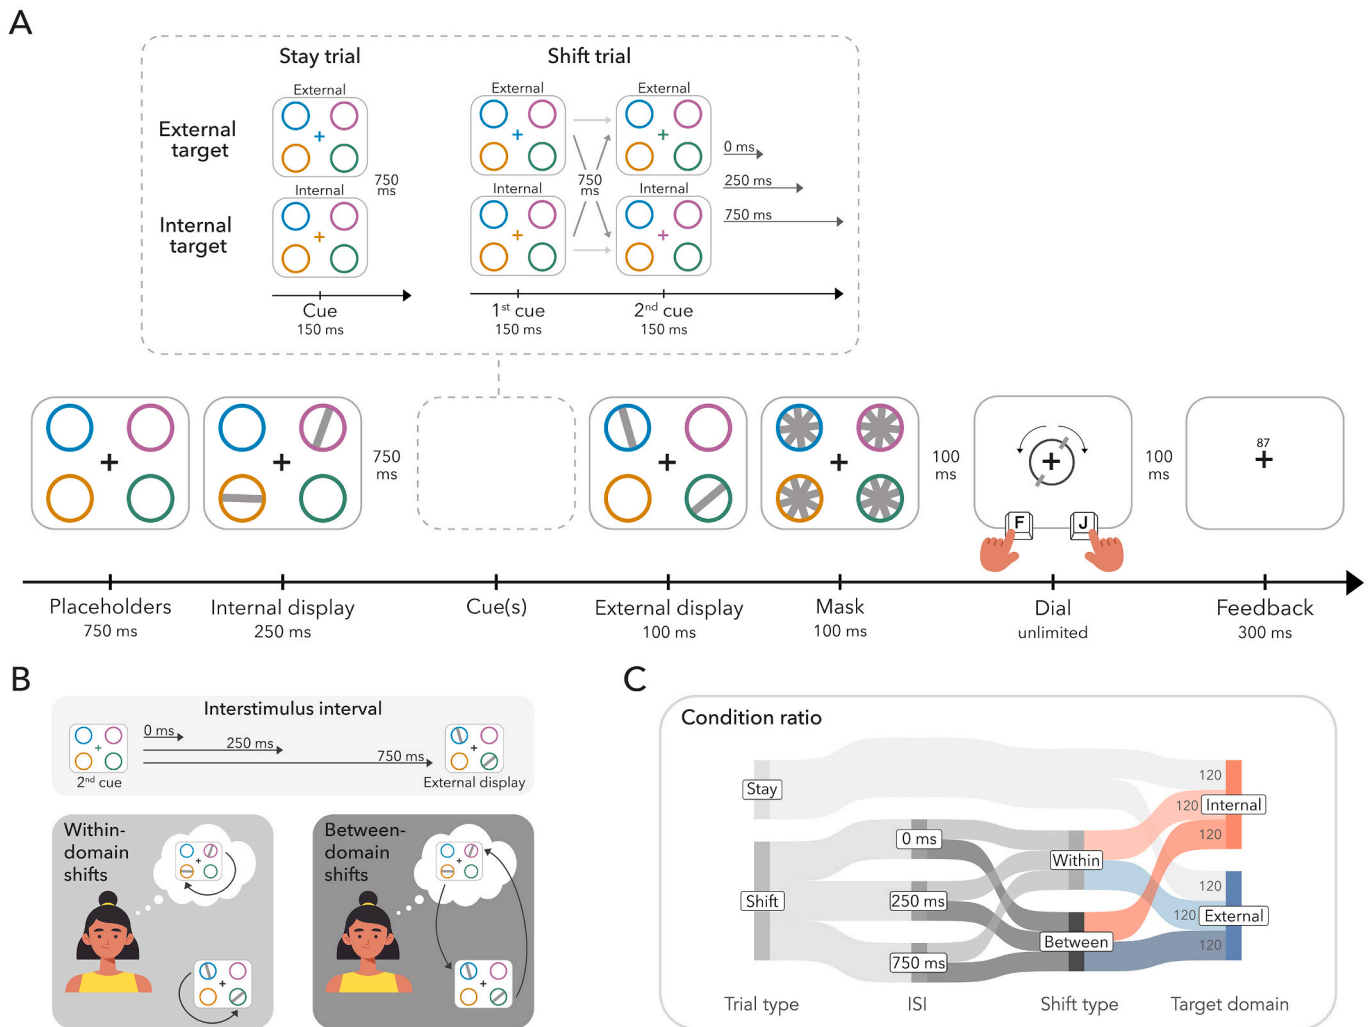 A
Stay trial
Shift trial
External
External
External
External
target
Internal
target
750
ms
Internal
Internal
Internal
750
ms
0 ms
250 ms
750 ms
Cue
150 ms
1st cue
150 ms
2nd cue
150 ms
750
ms
100
ms
100
ms
87
F
J
Placeholders
750 ms
Internal display
250 ms
Cue(s)
External display
100 ms
Mask
100 ms
Dial
unlimited
Feedback
300 ms
B
Interstimulus interval
0 ms
250 ms
750 ms
2nd cue
External display
Within-
domain
shifts
Between-
domain
shifts
C
Condition ratio
Stay
Shift
0 ms
250 ms
750 ms
Within
Between
120
120
Internal
120
120
120
External
120
Trial type
ISI
Shift type
Target domain